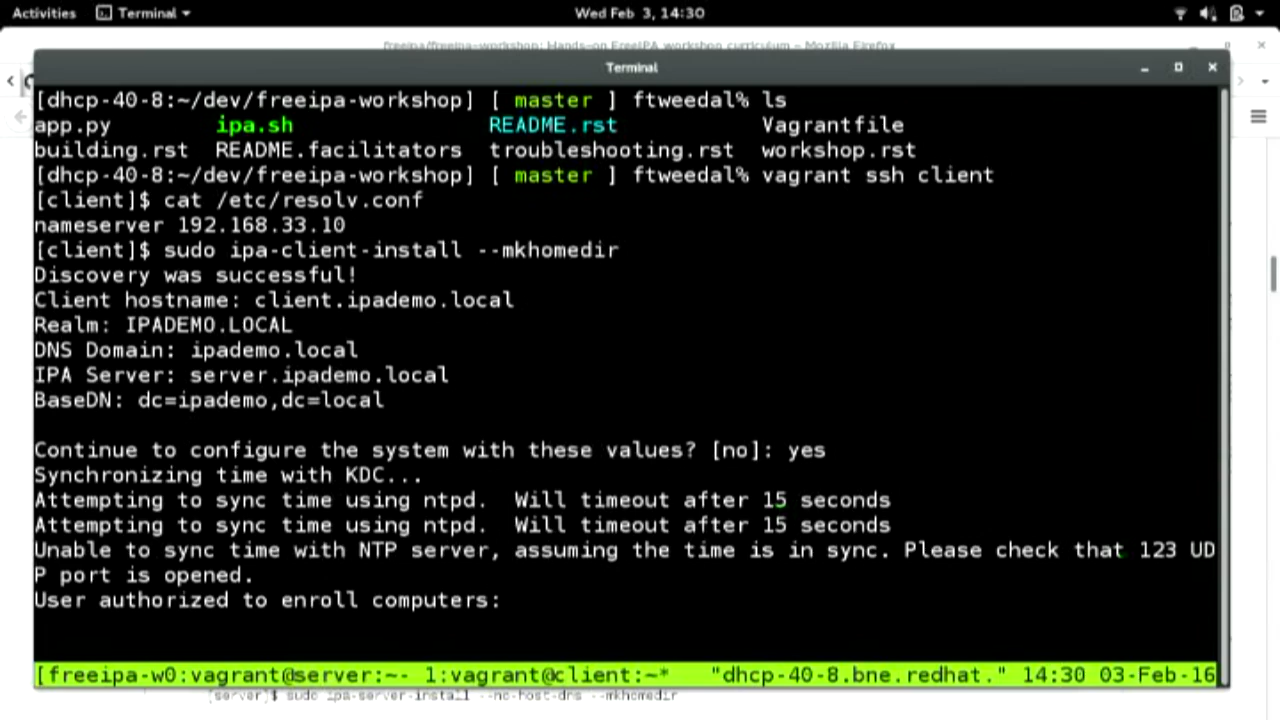 Activities Terminal Wed Feb 3, 14:30
freeipa/freeipa-workshop: Hands-on FreeIPA workshop curriculum - Mozilla Firefox
Terminal
[dhcp-40-8:~/dev/freeipa-workshop] [ master ] ftweedal% ls
app.py ipa.sh README.rst Vagrantfile
building.rst README.facilitators troubleshooting.rst workshop.rst
[dhcp-40-8:~/dev/freeipa-workshop] [ master ] ftweedal% vagrant ssh client
[client]$ cat /etc/resolv.conf
nameserver 192.168.33.10
[client]$ sudo ipa-client-install --mkhomedir
Discovery was successful!
Client hostname: client.ipademo.local
Realm: IPADEMO.LOCAL
DNS Domain: ipademo.local
IPA Server: server.ipademo.local
BaseDN: dc=ipademo,dc=local
Continue to configure the system with these values? [no]: yes
Synchronizing time with KDC...
Attempting to sync time using ntpd.  Will timeout after 15 seconds
Attempting to sync time using ntpd.  Will timeout after 15 seconds
Unable to sync time with NTP server, assuming the time is in sync. Please check that 123 UD
P port is opened.
User authorized to enroll computers:
[freeipa-w0:vagrant@server:~- 1:vagrant@client:~* "dhcp-40-8.bne.redhat." 14:30 03-Feb-16
[server]$ sudo ipa-server-install --no-host-dns --mkhomedir